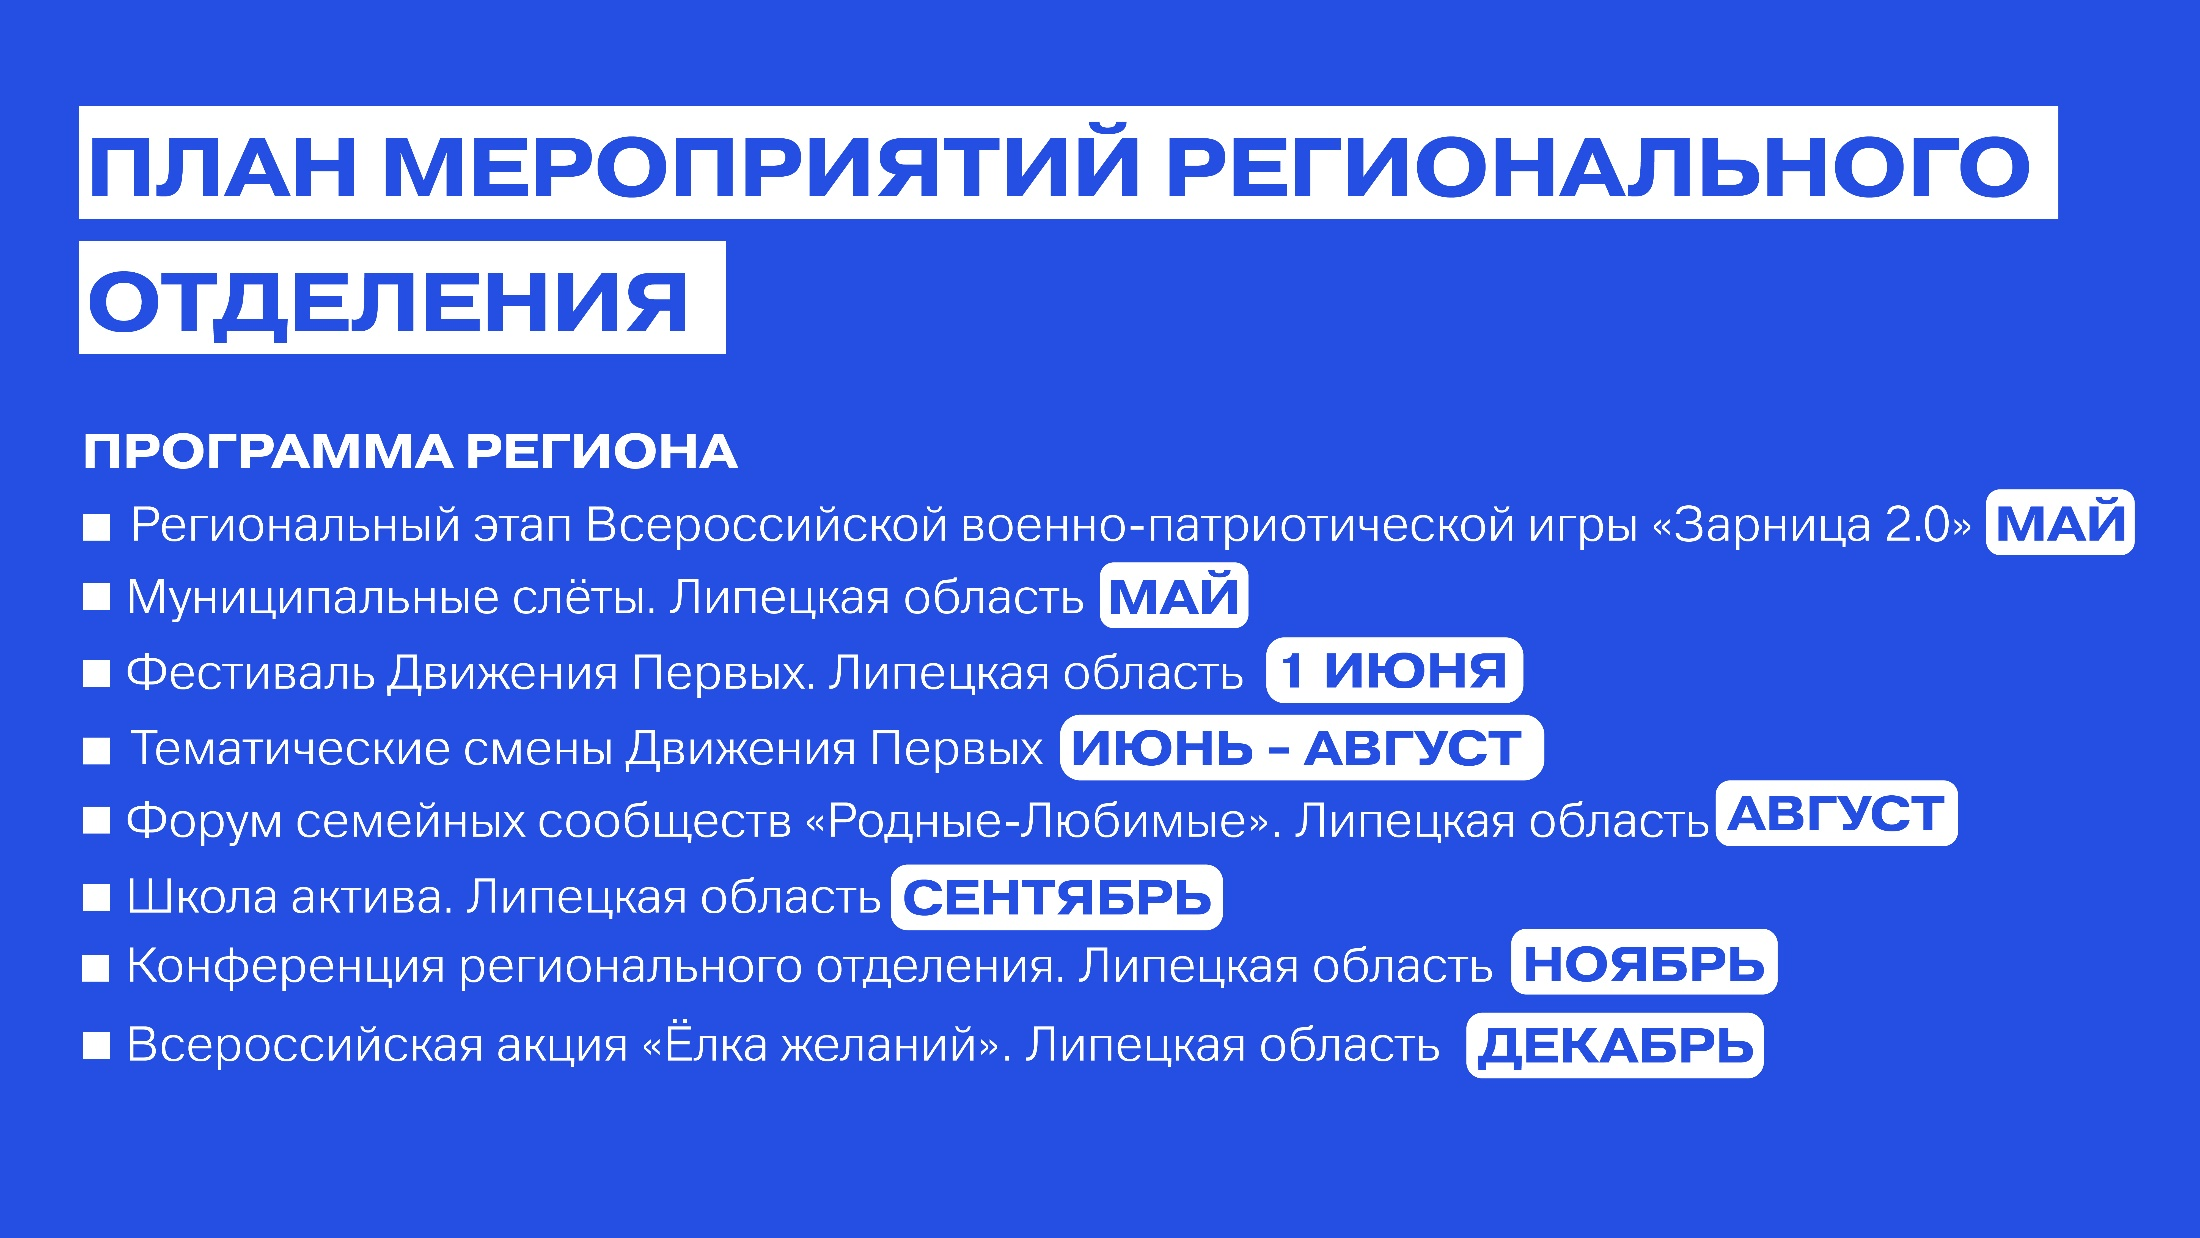 ПЛАН МЕРОПРИЯТИЙ РЕГИОНАЛЬНОГО
ОТДЕЛЕНИЯ
ПРОГРАММА РЕГИОНА
Региональный этап Всероссийской военно-патриотической игры «Зарница 2.0» МАЙ
Муниципальные слёты. Липецкая область МАЙ
Фестиваль Движения Первых. Липецкая область 1 ИЮНЯ
Тематические смены Движения Первых ИЮНЬ – АВГУСТ
Форум семейных сообществ «Родные-Любимые». Липецкая область АВГУСТ
Школа актива. Липецкая область СЕНТЯБРЬ
Конференция регионального отделения. Липецкая область НОЯБРЬ
Всероссийская акция «Ёлка желаний». Липецкая область ДЕКАБРЬ